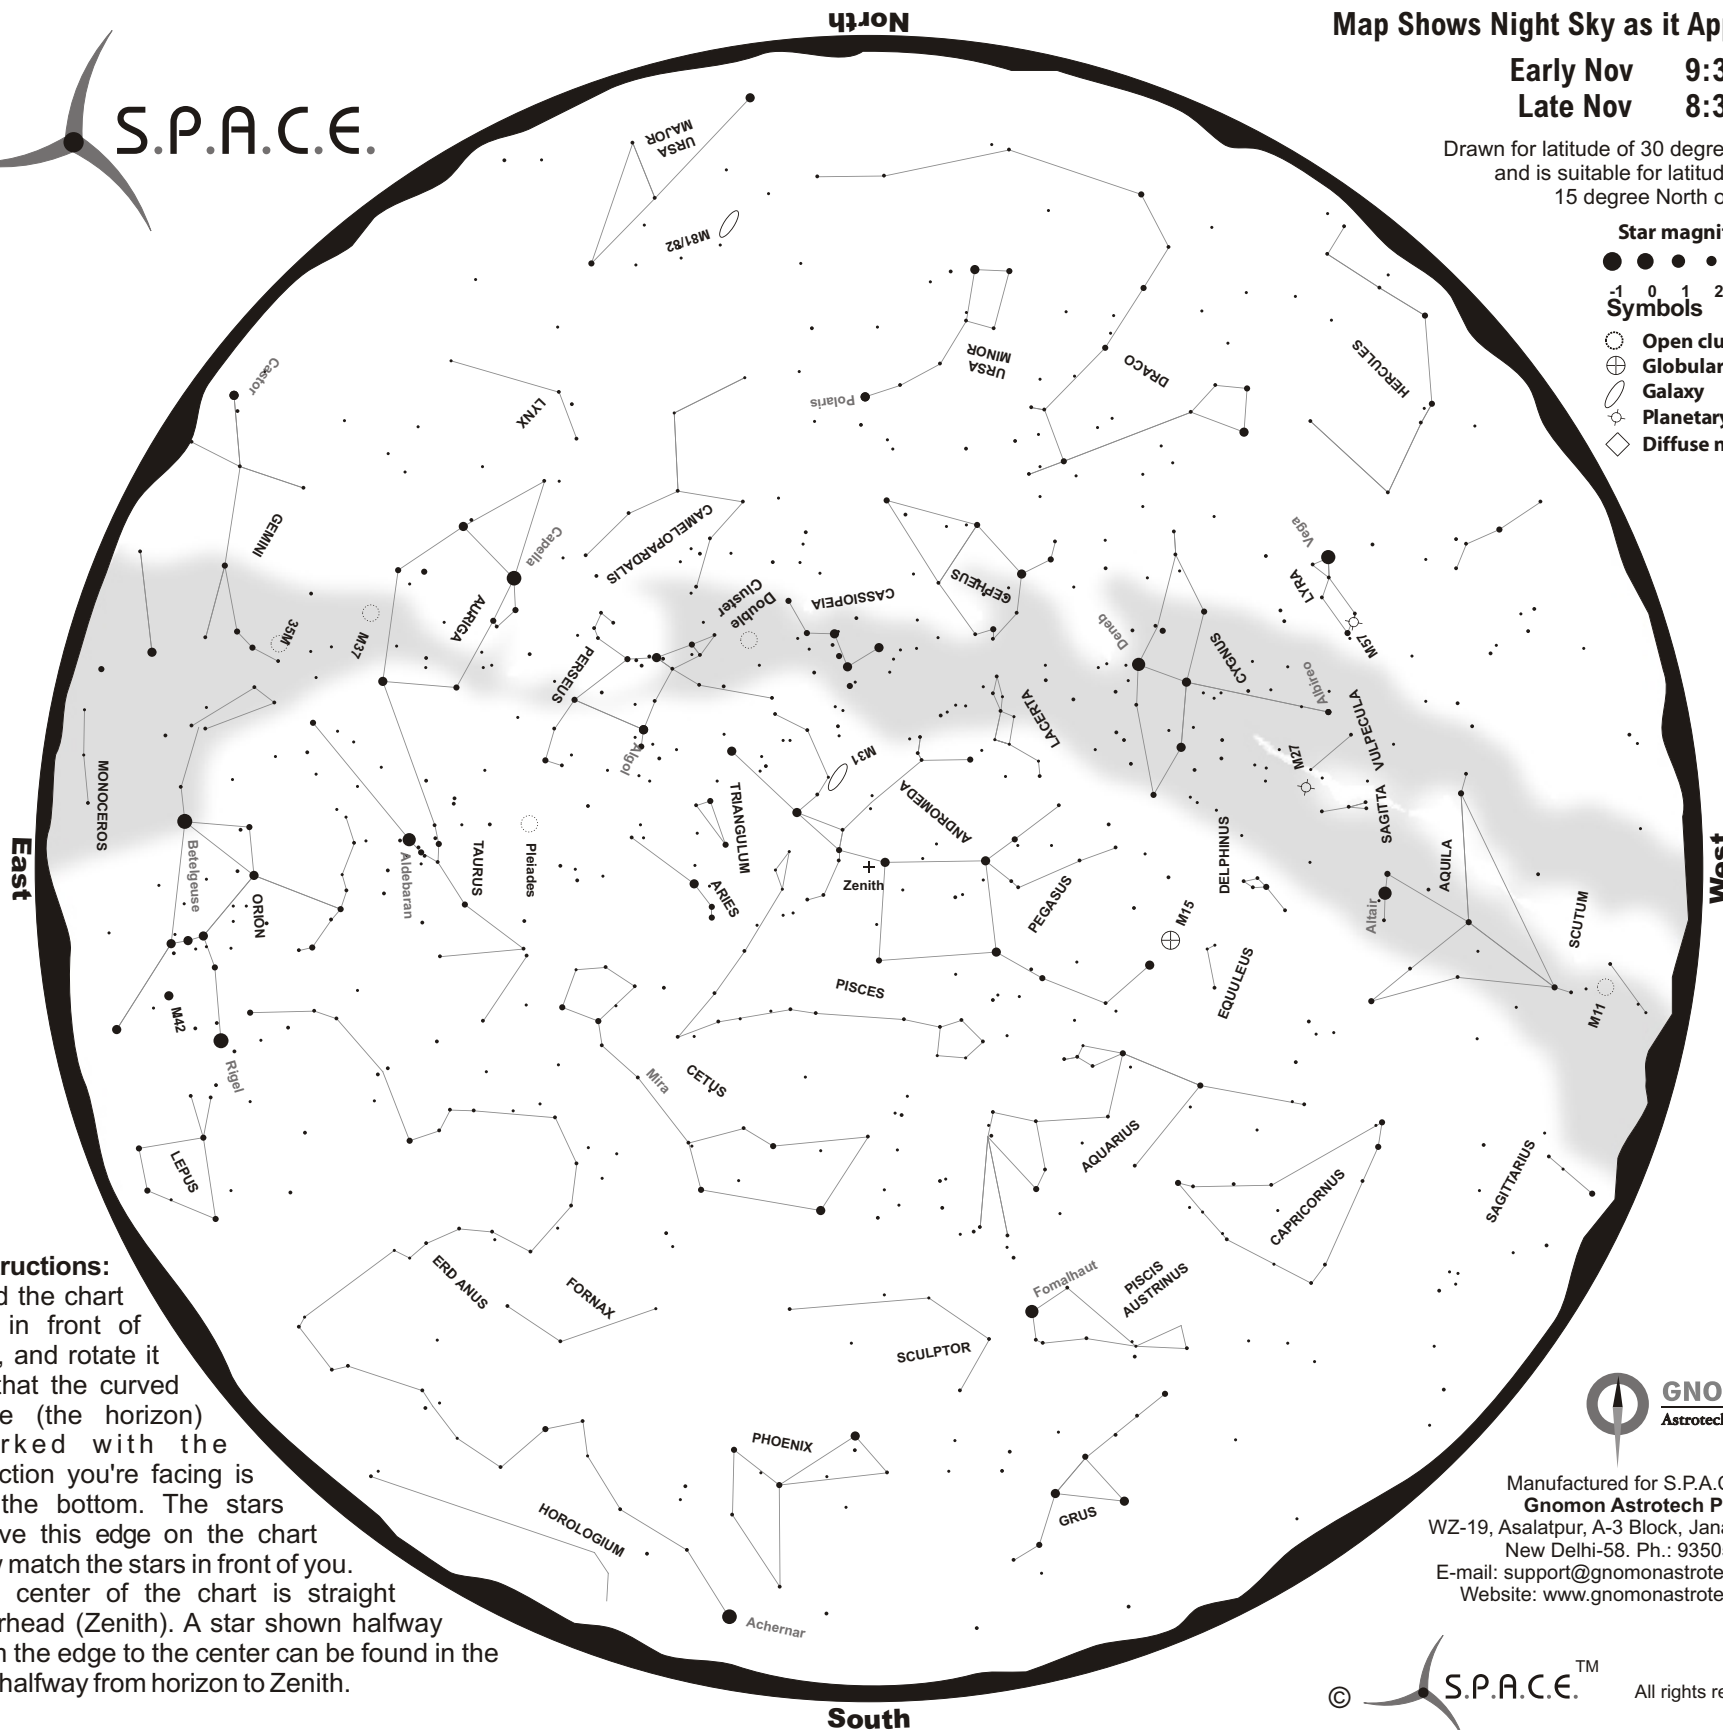 North
Map Shows Night Sky as it Ap
Early Nov 9:3
Late Nov 8:3
S.P.A.C.E.
Drawn for latitude of 30 degre
and is suitable for latitud
15 degree North o
Star magni
-1 0 1 2
Symbols
Open clu
Globular
Galaxy
Planetary
Diffuse n
URSA
MAJOR
M81/82
URSA
MINOR
Polaris
DRACO
HERCULES
Castor
LYNX
GEMINI
CAMELOPARDALIS
Capella
AURIGA
35M
M37
Double
Cluster
CASSIOPEIA
CEPHEUS
Deneb
CYGNUS
Vega
LYRA
M57
Albireo
PERSEUS
Algol
LACERTA
VULPECULA
M27
SAGITTA
M31
ANDROMEDA
TRIANGULUM
MONOCEROS
Betelgeuse
ORION
Aldebaran
TAURUS
Pleiades
ARIES
Zenith
PEGASUS
DELPHINUS
M15
EQUULEUS
AQUILA
Altair
SCUTUM
M11
East
West
M42
Rigel
PISCES
Mira
CETUS
AQUARIUS
CAPRICORNUS
SAGITTARIUS
LEPUS
ERD ANUS
FORNAX
SCULPTOR
Fomalhaut
PISCIS
AUSTRINUS
PHOENIX
GRUS
HOROLOGIUM
Achernar
South
ructions:
d the chart
in front of
, and rotate it
that the curved
e (the horizon)
rked with the
ction you're facing is
the bottom. The stars
ve this edge on the chart
w match the stars in front of you.
center of the chart is straight
rhead (Zenith). A star shown halfway
m the edge to the center can be found in the
halfway from horizon to Zenith.
GNO
Astrotech
Manufactured for S.P.A.C
Gnomon Astrotech P
WZ-19, Asalatpur, A-3 Block, Jana
New Delhi-58. Ph.: 9350
E-mail: support@gnomonastrote
Website: www.gnomonastrote
© S.P.A.C.E.™ All rights re